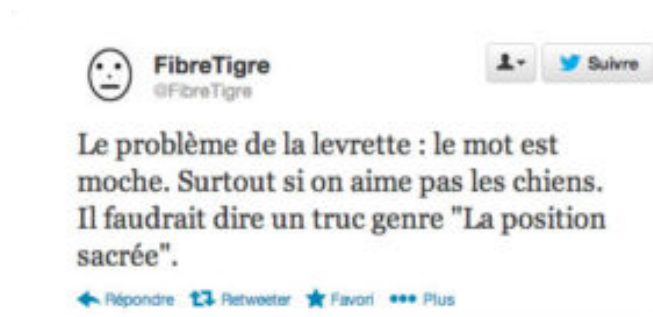 FibreTigre
Suivre
@FibreTigre
Le problème de la levrette : le mot est
moche. Surtout si on aime pas les chiens.
Il faudrait dire un truc genre "La position
sacrée".
Répondre Retweeter Favori Plus